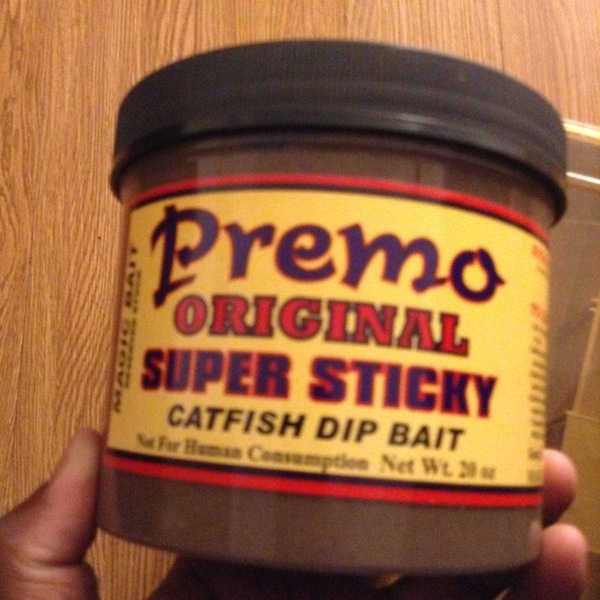 Premo
ORIGINAL
SUPER STICKY
CATFISH DIP BAIT
Not For Human Consumption Net Wt. 20 oz
MAGIC BAIT